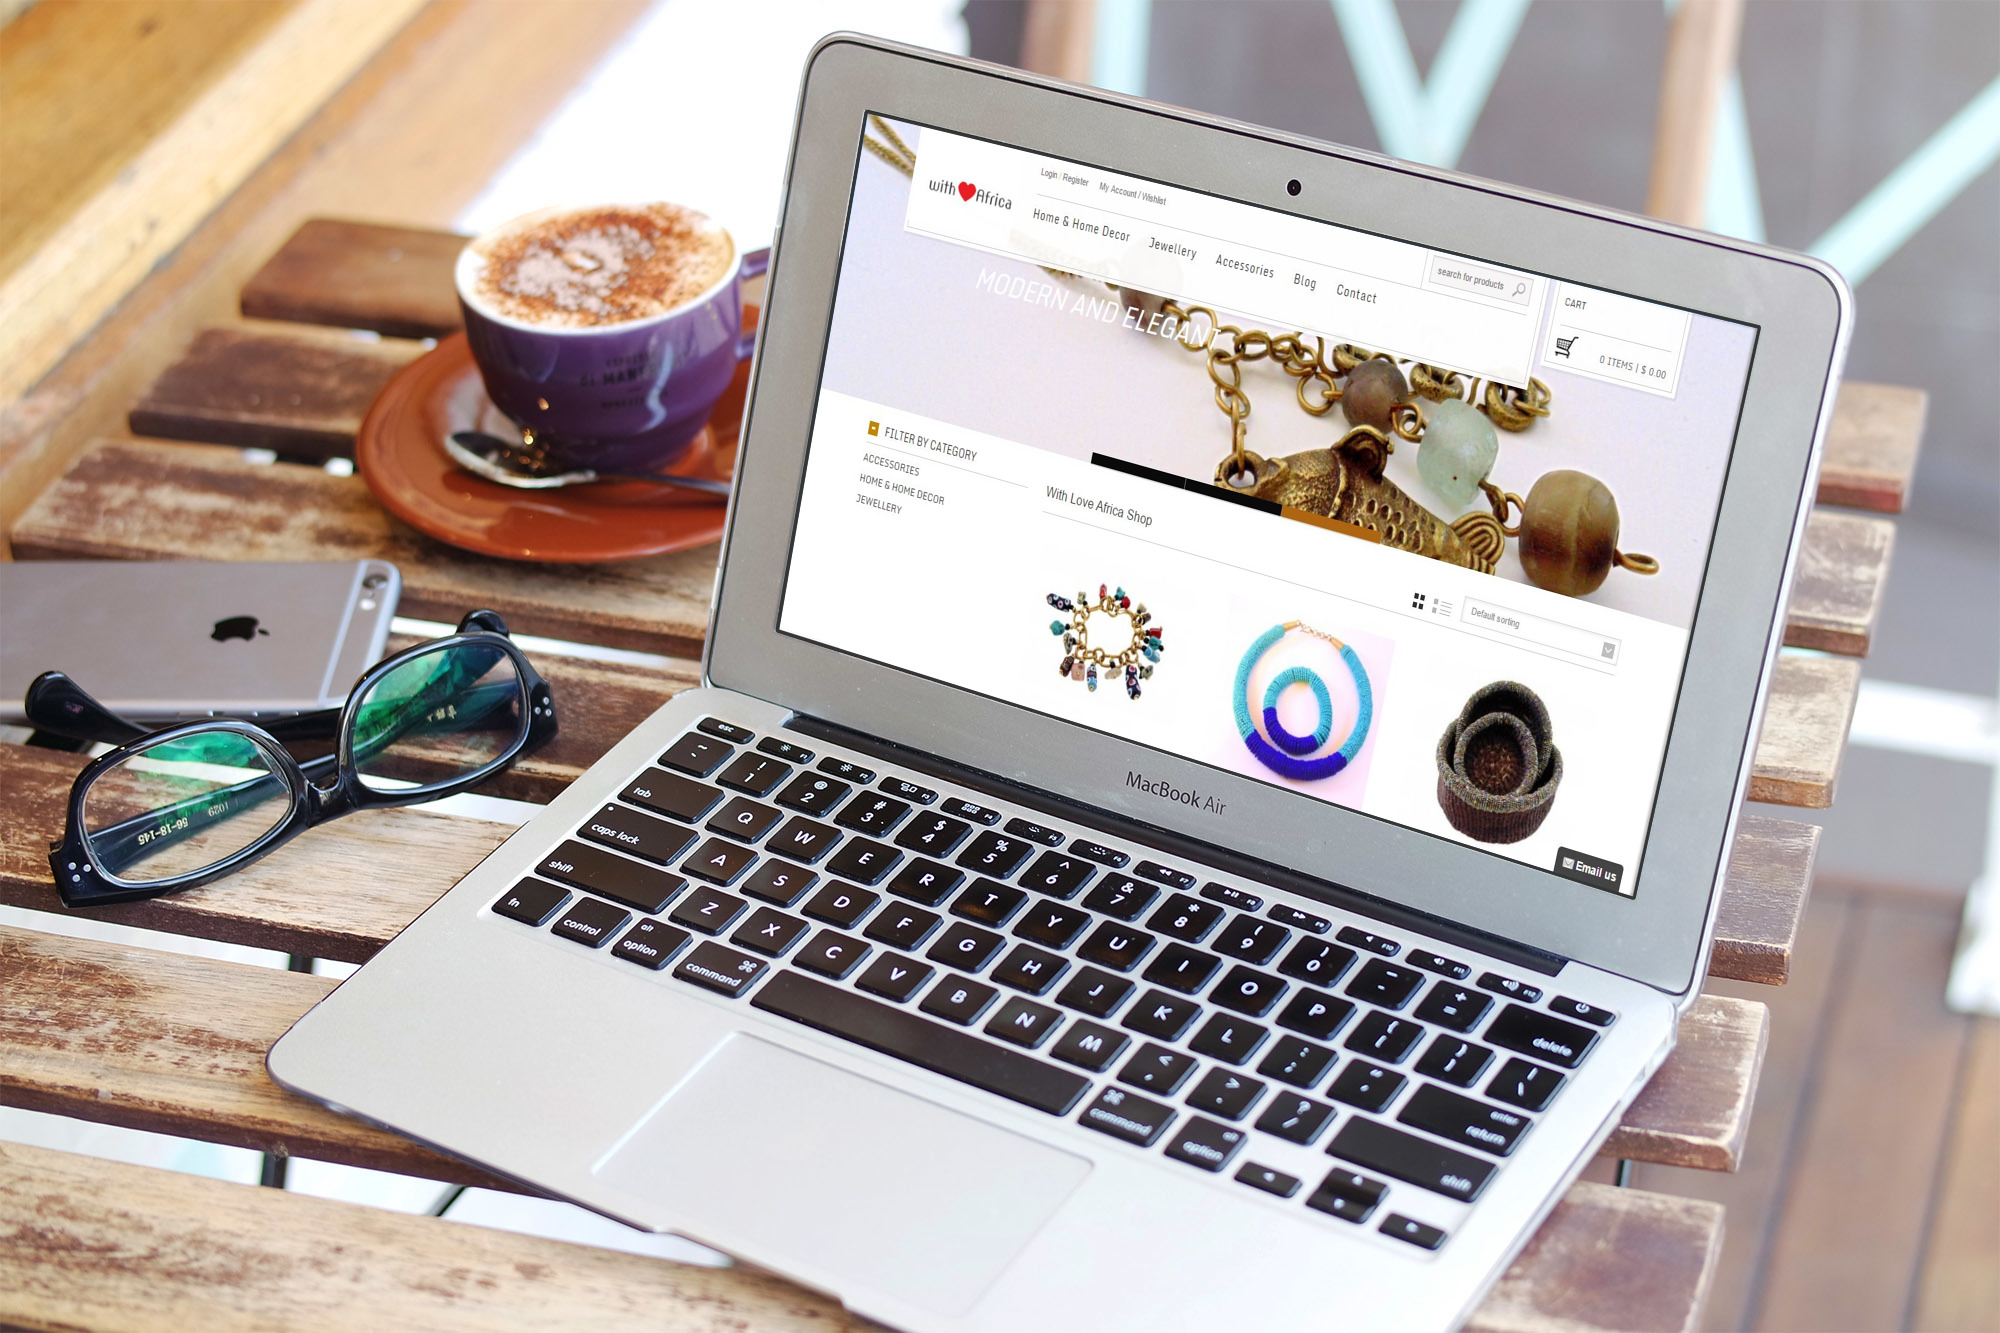 Login / Register My Account / Wishlist
with Africa
Home & Home Decor Jewellery Accessories Blog Contact
search for products
CART
0 ITEMS | $ 0.00
MODERN AND ELEGANT
FILTER BY CATEGORY
ACCESSORIES
HOME & HOME DECOR
JEWELLERY
With Love Africa Shop
Default sorting
Email us
MacBook Air
di
56-18-145
1029
esc F1 F2 F3 F4 F5 F6 F7 F8 F9 F10 F11 F12
~ ` ! 1 @ 2 # 3 $ 4 % 5 ^ 6 & 7 * 8 ( 9 ) 0 _ - + = delete
tab Q W E R T Y U I O P { [ } ] | \
caps lock A S D F G H J K L : ; " ' enter return
shift Z X C V B N M < , > . ? / shift
fn control alt option ⌘ command ⌘ command alt option